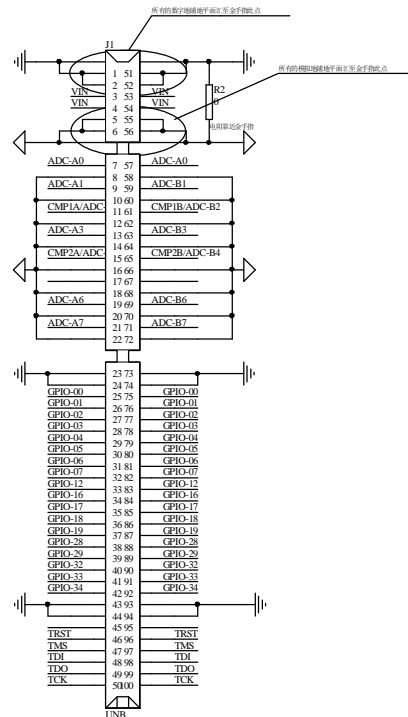 所有的数字地铺地平面汇至金手指此点
J1
所有的模拟地铺地平面汇至金手指此点
1 51
2 52
VIN 3 53 VIN
VIN 4 54 VIN
5 55
6 56
R2
0
电阻靠近金手指
ADC-A0 7 57 ADC-A0
8 58
ADC-A1 9 59 ADC-B1
10 60
CMP1A/ADC- 11 61 CMP1B/ADC-B2
12 62
ADC-A3 13 63 ADC-B3
14 64
CMP2A/ADC- 15 65 CMP2B/ADC-B4
16 66
17 67
18 68
ADC-A6 19 69 ADC-B6
20 70
ADC-A7 21 71 ADC-B7
22 72
23 73
24 74
GPIO-00 25 75 GPIO-00
GPIO-01 26 76 GPIO-01
GPIO-02 27 77 GPIO-02
GPIO-03 28 78 GPIO-03
GPIO-04 29 79 GPIO-04
GPIO-05 30 80 GPIO-05
GPIO-06 31 81 GPIO-06
GPIO-07 32 82 GPIO-07
GPIO-12 33 83 GPIO-12
GPIO-16 34 84 GPIO-16
GPIO-17 35 85 GPIO-17
GPIO-18 36 86 GPIO-18
GPIO-19 37 87 GPIO-19
GPIO-28 38 88 GPIO-28
GPIO-29 39 89 GPIO-29
GPIO-32 40 90 GPIO-32
GPIO-33 41 91 GPIO-33
GPIO-34 42 92 GPIO-34
43 93
44 94
45 95
TRST 46 96 TRST
TMS 47 97 TMS
TDI 48 98 TDI
TDO 49 99 TDO
TCK 50 100 TCK
UNB